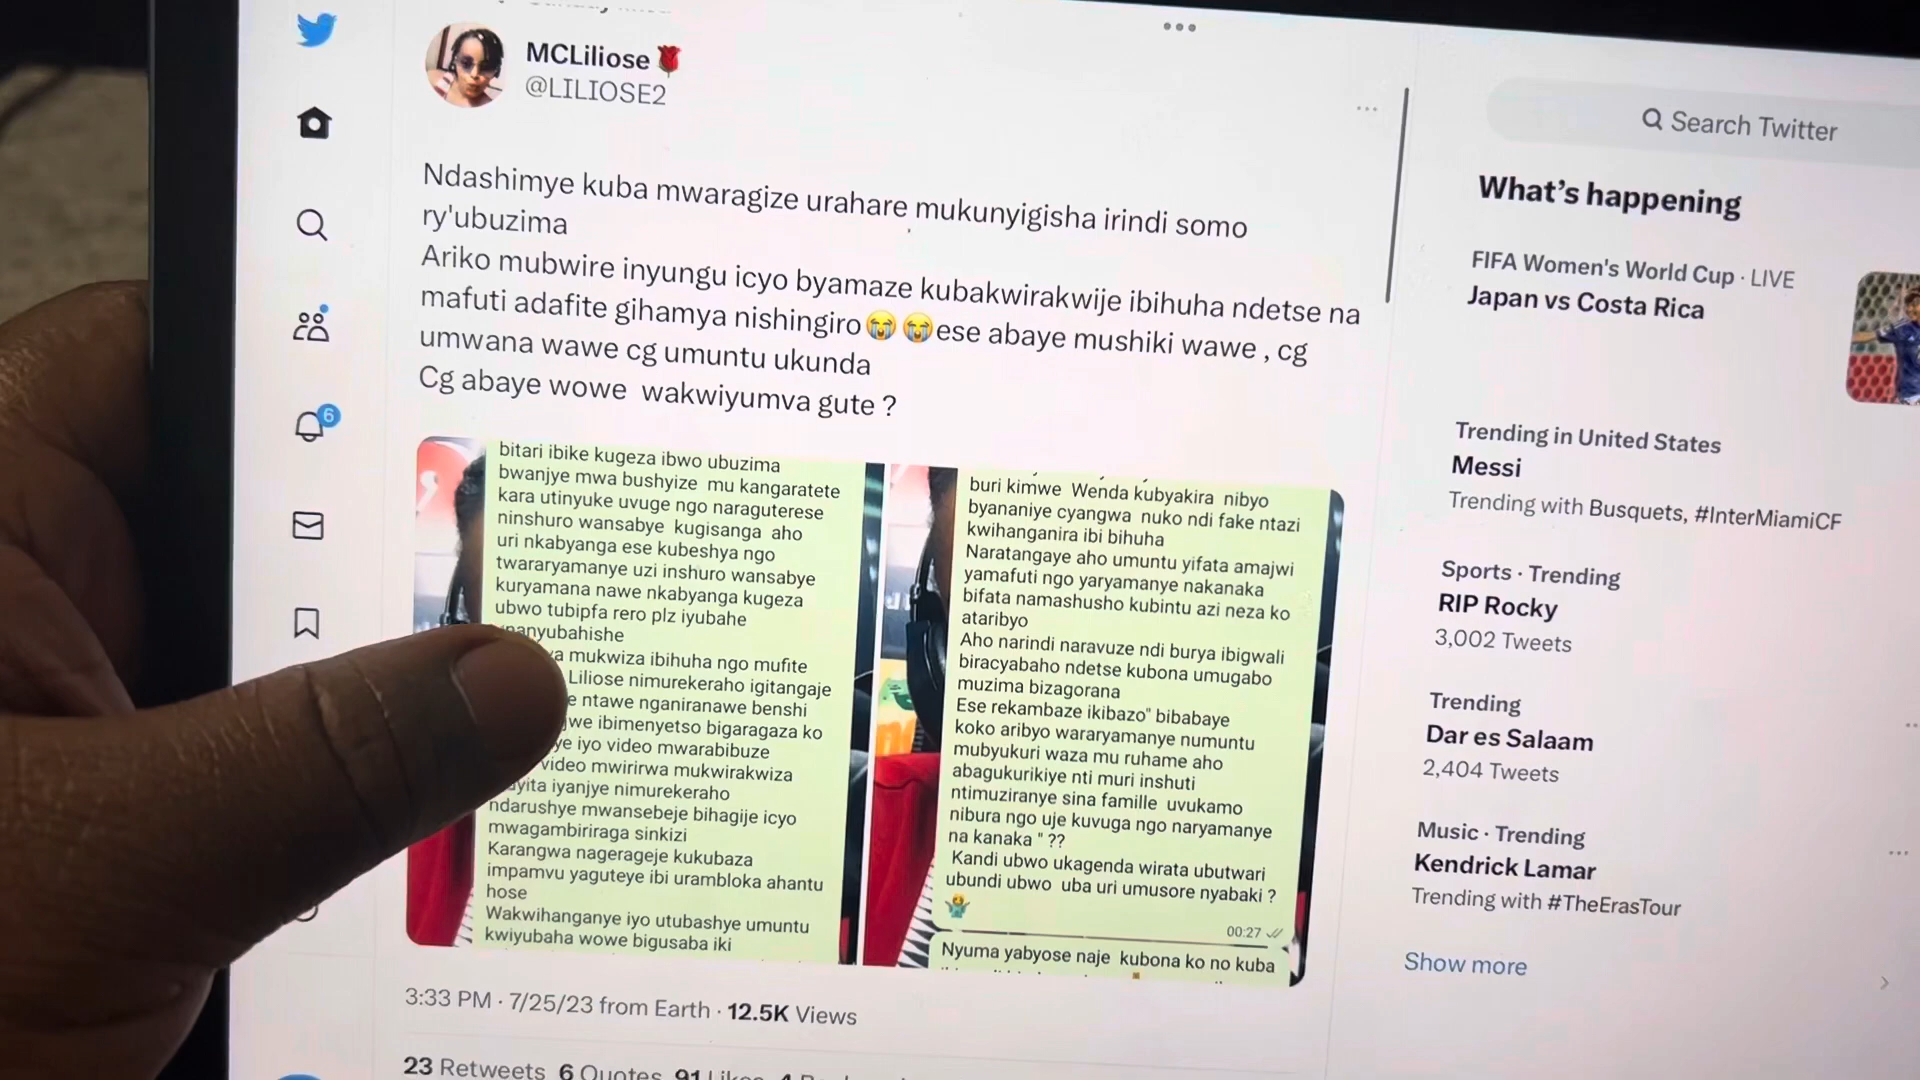 MCLiliose
@LILIOSE2
Ndashimye kuba mwaragize urahare mukunyigisha irindi somo
ry'ubuzima
Ariko mubwire inyungu icyo byamaze kubakwirakwije ibihuha ndetse na
mafuti adafite gihamya nishingiro😭😭ese abaye mushiki wawe , cg
umwana wawe cg umuntu ukunda
Cg abaye wowe wakwiyumva gute ?
bitari ibike kugeza ibwo ubuzima
bwanjye mwa bushyize mu kangaratete
kara utinyuke uvuge ngo naraguterese
ninshuro wansabye kugisanga aho
uri nkabyanga ese kubeshya ngo
twararyamanye uzi inshuro wansabye
kuryamana nawe nkabyanga kugeza
ubwo tubipfa rero plz iyubahe
mukwiza ibihuha ngo mufite
Liliose nimurekeraho igitangaje
ntawe nganiranawe benshi
ibimenyetso bigaragaza ko
iyo video mwarabibuze
video mwirirwa mukwirakwiza
iyanjye nimurekeraho
ndarushye mwansebeje bihagije icyo
mwagambiriraga sinkizi
Karangwa nagerageje kukubaza
impamvu yaguteye ibi urambloka ahantu
hose
Wakwihanganye iyo utubashye umuntu
kwiyubaha wowe bigusaba iki
buri kimwe Wenda kubyakira nibyo
byananiye cyangwa nuko ndi fake ntazi
kwihanganira ibi bihuha
Naratangaye aho umuntu yifata amajwi
yamafuti ngo yaryamanye nakanaka
bifata namashusho kubintu azi neza ko
ataribyo
Aho narindi naravuze ndi burya ibigwali
biracyabaho ndetse kubona umugabo
muzima bizagorana
Ese rekambaze ikibazo" bibabaye
koko aribyo wararyamanye numuntu
mubyukuri waza mu ruhame aho
abagukurikiye nti muri inshuti
ntimuziranye sina famille uvukamo
nibura ngo uje kuvuga ngo naryamanye
na kanaka " ??
Kandi ubwo ukagenda wirata ubutwari
ubundi ubwo uba uri umusore nyabaki ?
00:27
Nyuma yabyose naje kubona ko no kuba
3:33 PM · 7/25/23 from Earth · 12.5K Views
23 Retweets 6 Quotes 91 Likes
6
Search Twitter
What's happening
FIFA Women's World Cup · LIVE
Japan vs Costa Rica
Trending in United States
Messi
Trending with Busquets, #InterMiamiCF
Sports · Trending
RIP Rocky
3,002 Tweets
Trending
Dar es Salaam
2,404 Tweets
Music · Trending
Kendrick Lamar
Trending with #TheErasTour
Show more